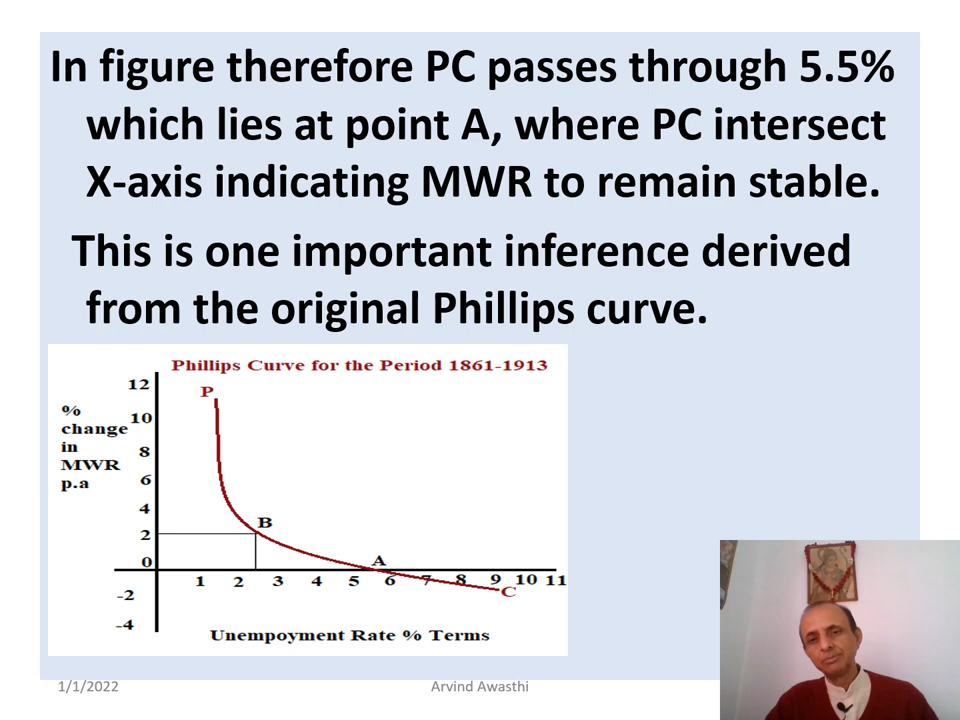 In figure therefore PC passes through 5.5%
which lies at point A, where PC intersect
X-axis indicating MWR to remain stable.
This is one important inference derived
from the original Phillips curve.
Phillips Curve for the Period 1861-1913
%
change
in
MWR
p.a
12
10
8
6
4
2
0
-2
-4
P
B
A
C
1 2 3 4 5 6 7 8 9 10 11
Unempoyment Rate % Terms
1/1/2022
Arvind Awasthi